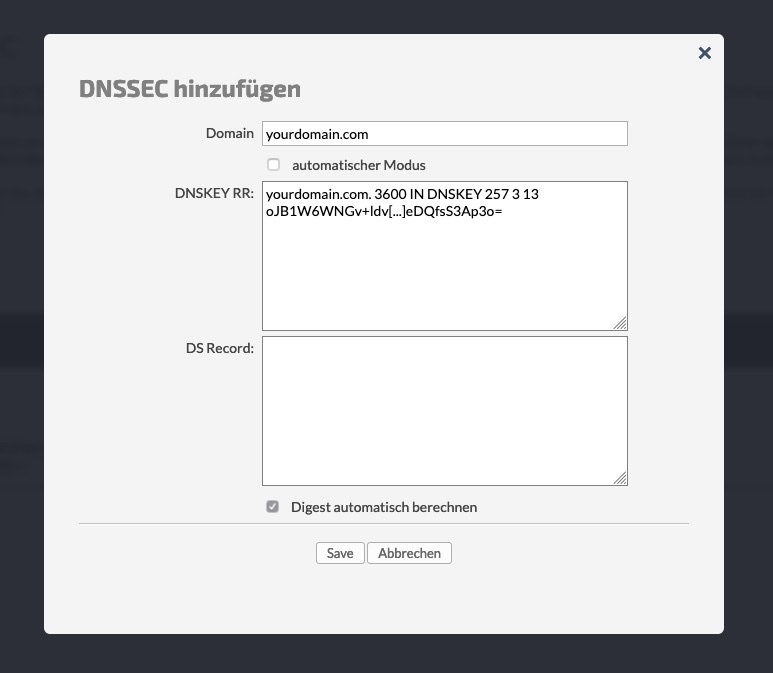 DNSSEC hinzufügen
Domain
yourdomain.com
automatischer Modus
DNSKEY RR:
yourdomain.com. 3600 IN DNSKEY 257 3 13
oJB1W6WNGv+ldv[...]eDQfsS3Ap3o=
DS Record:
Digest automatisch berechnen
Save
Abbrechen